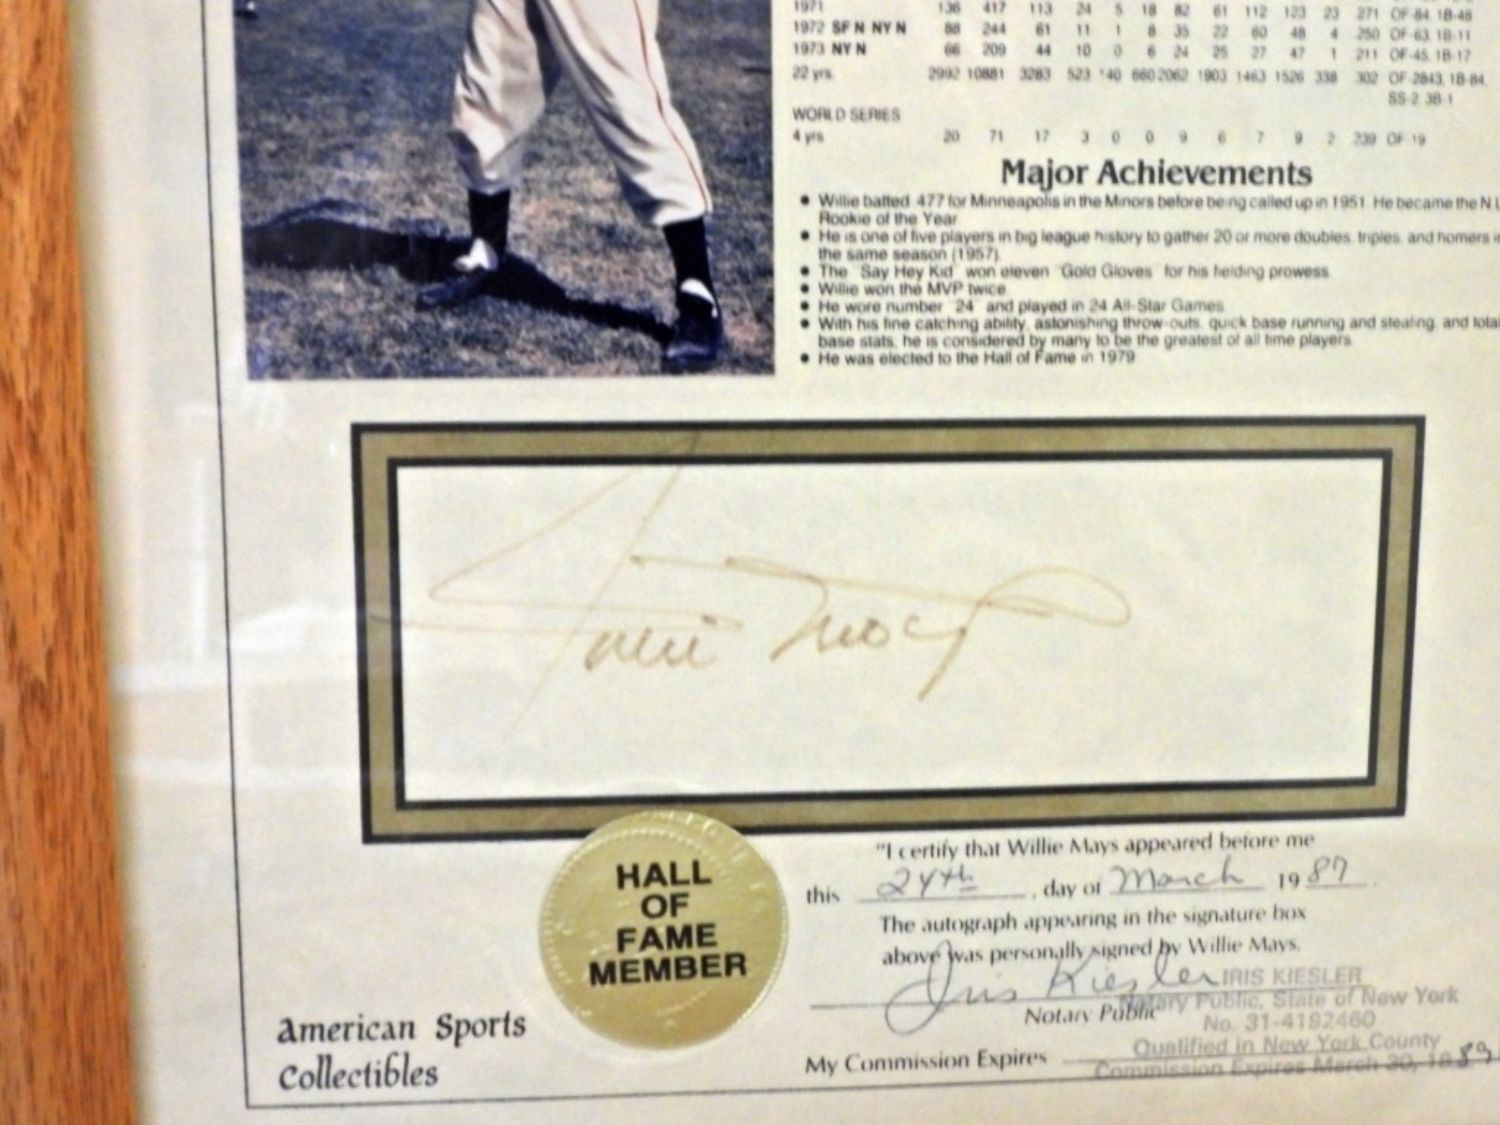 1971 136 417 113 24 5 18 82 61 112 123 23 271 OF-84, 1B-48
1972 SF N NY N 88 244 61 11 1 8 35 22 60 48 4 250 OF-63, 1B-11
1973 NY N 66 209 44 10 0 6 24 25 27 47 1 211 OF-45, 1B-17
22 yrs. 2992 10881 3283 523 140 660 2062 1903 1463 1526 338 302 OF-2843, 1B-84,
SS-2, 3B-1
WORLD SERIES
4 yrs 20 71 17 3 0 0 9 6 7 9 2 239 OF-19
Major Achievements
• Willie batted .477 for Minneapolis in the Minors before being called up in 1951. He became the N.L.
Rookie of the Year.
• He is one of five players in big league history to gather 20 or more doubles, triples, and homers in
the same season (1957).
• The "Say Hey Kid" won eleven "Gold Gloves" for his fielding prowess.
• Willie won the MVP twice.
• He wore number "24" and played in 24 All-Star Games.
• With his fine catching ability, astonishing throw-outs, quick base running and stealing, and total
base stats, he is considered by many to be the greatest of all time players.
• He was elected to the Hall of Fame in 1979.
Willie Mays
HALL
OF
FAME
MEMBER
"I certify that Willie Mays appeared before me
this 24th, day of March 1987.
The autograph appearing in the signature box
above was personally signed by Willie Mays.
Iris Kiesler IRIS KIESLER
Notary Public Notary Public, State of New York
No. 31-4192460
Qualified in New York County
My Commission Expires Commission Expires March 30, 1989
American Sports
Collectibles